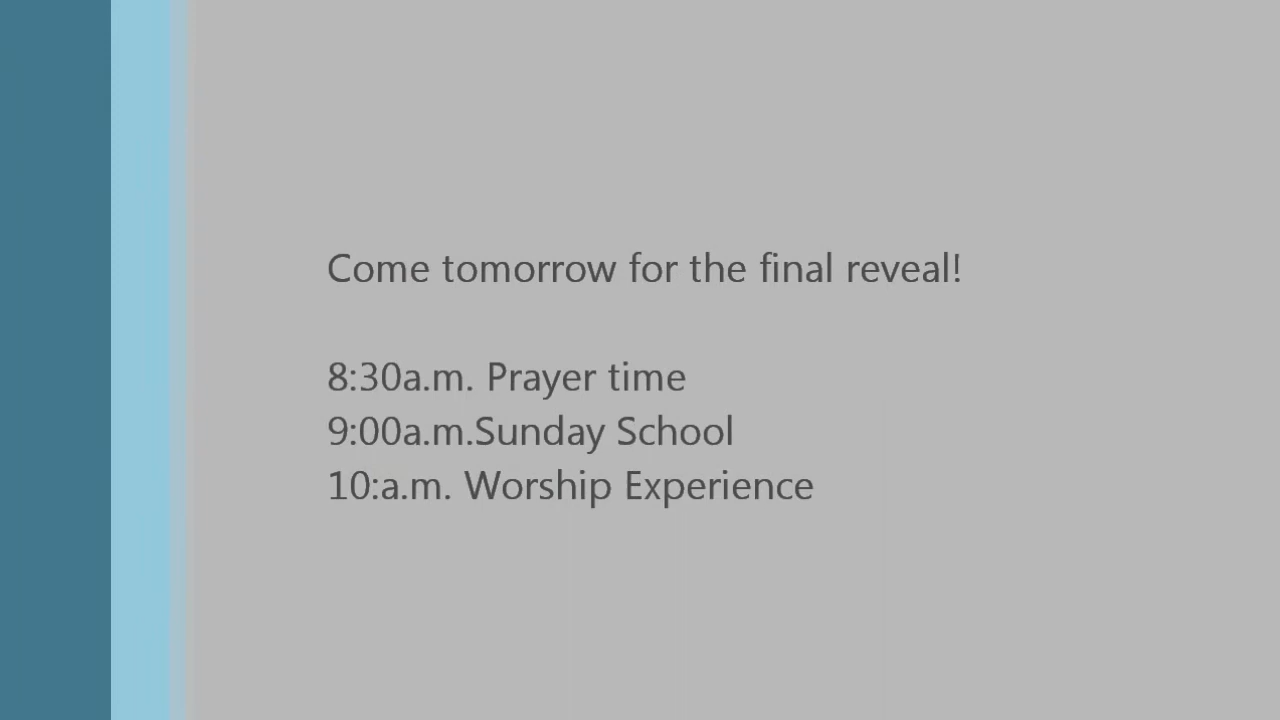 Come tomorrow for the final reveal!
8:30a.m. Prayer time
9:00a.m.Sunday School
10:a.m. Worship Experience